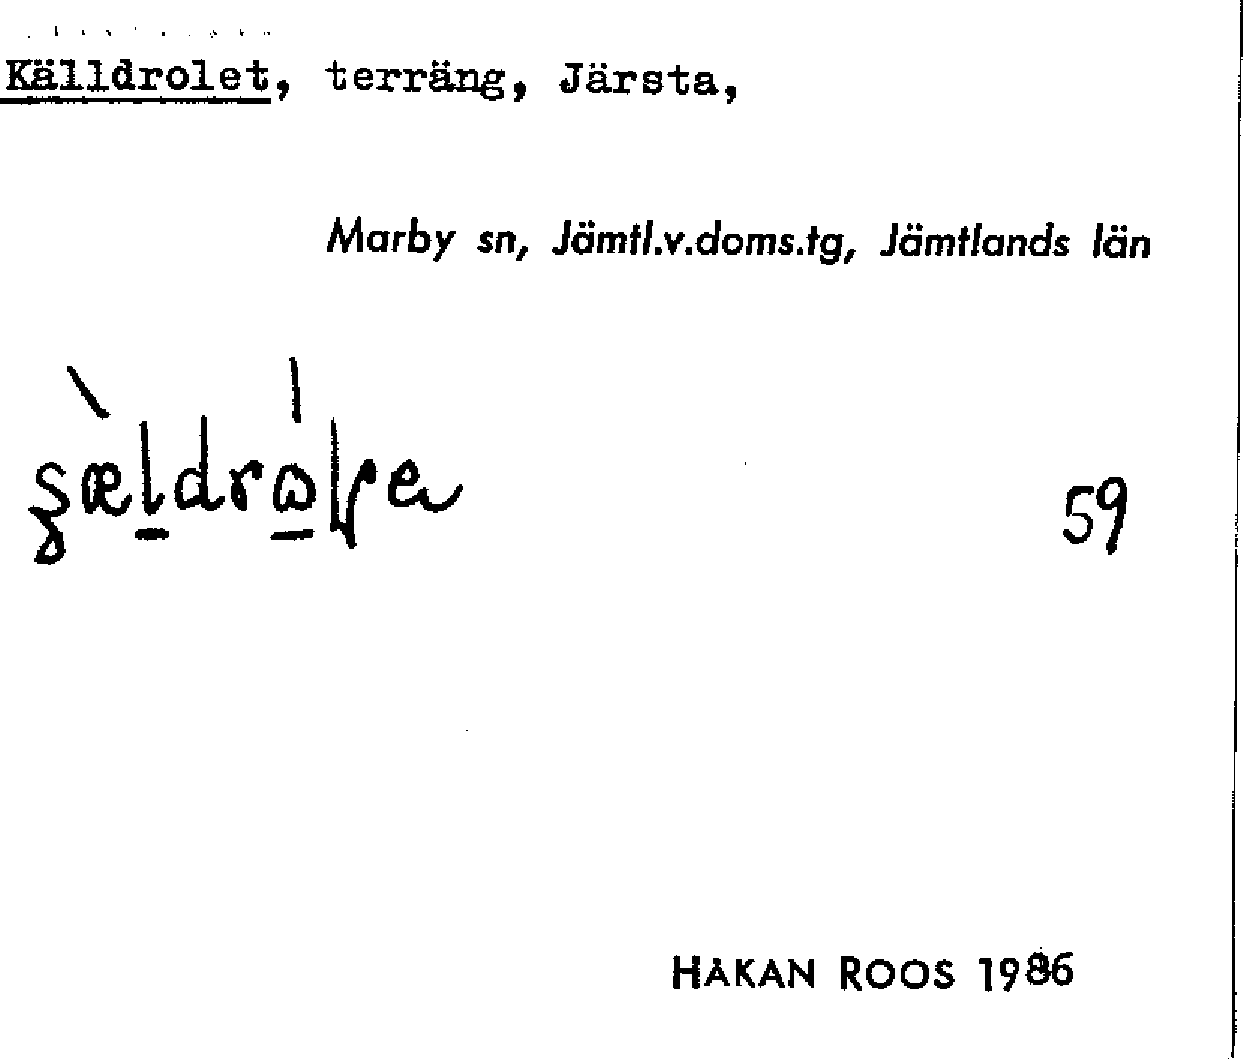 Källdrolet, terräng, Järsta,
Marby sn, Jämtl.v.doms.tg, Jämtlands län
59
HÅKAN ROOS 1986